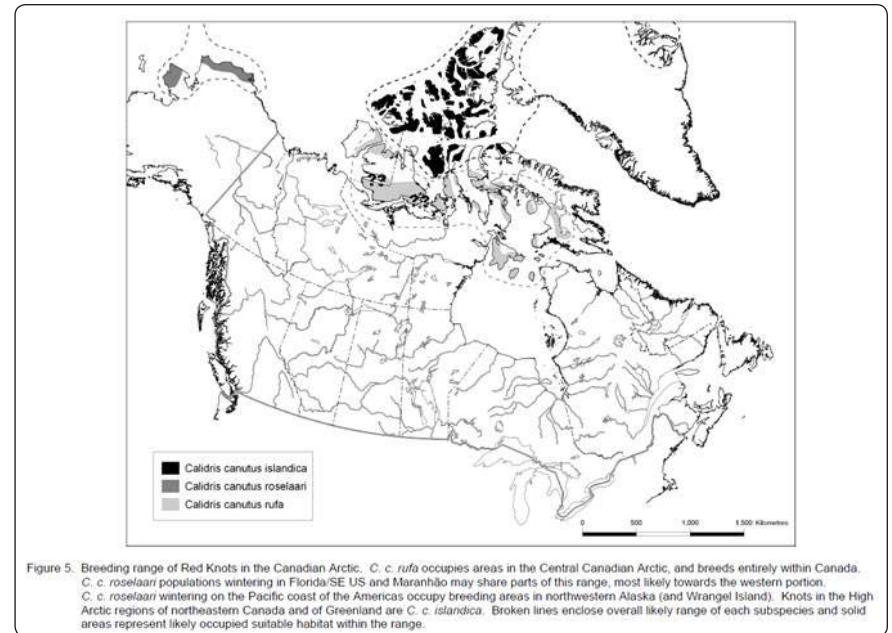 Calidris canutus islandica
Calidris canutus roselaari
Calidris canutus rufa
0 500 1,000 1,500 Kilometres
Figure 5. Breeding range of Red Knots in the Canadian Arctic. C. c. rufa occupies areas in the Central Canadian Arctic, and breeds entirely within Canada.
C. c. roselaari populations wintering in Florida/SE US and Maranhão may share parts of this range, most likely towards the western portion.
C. c. roselaari wintering on the Pacific coast of the Americas occupy breeding areas in northwestern Alaska (and Wrangel Island). Knots in the High
Arctic regions of northeastern Canada and of Greenland are C. c. islandica. Broken lines enclose overall likely range of each subspecies and solid
areas represent likely occupied suitable habitat within the range.